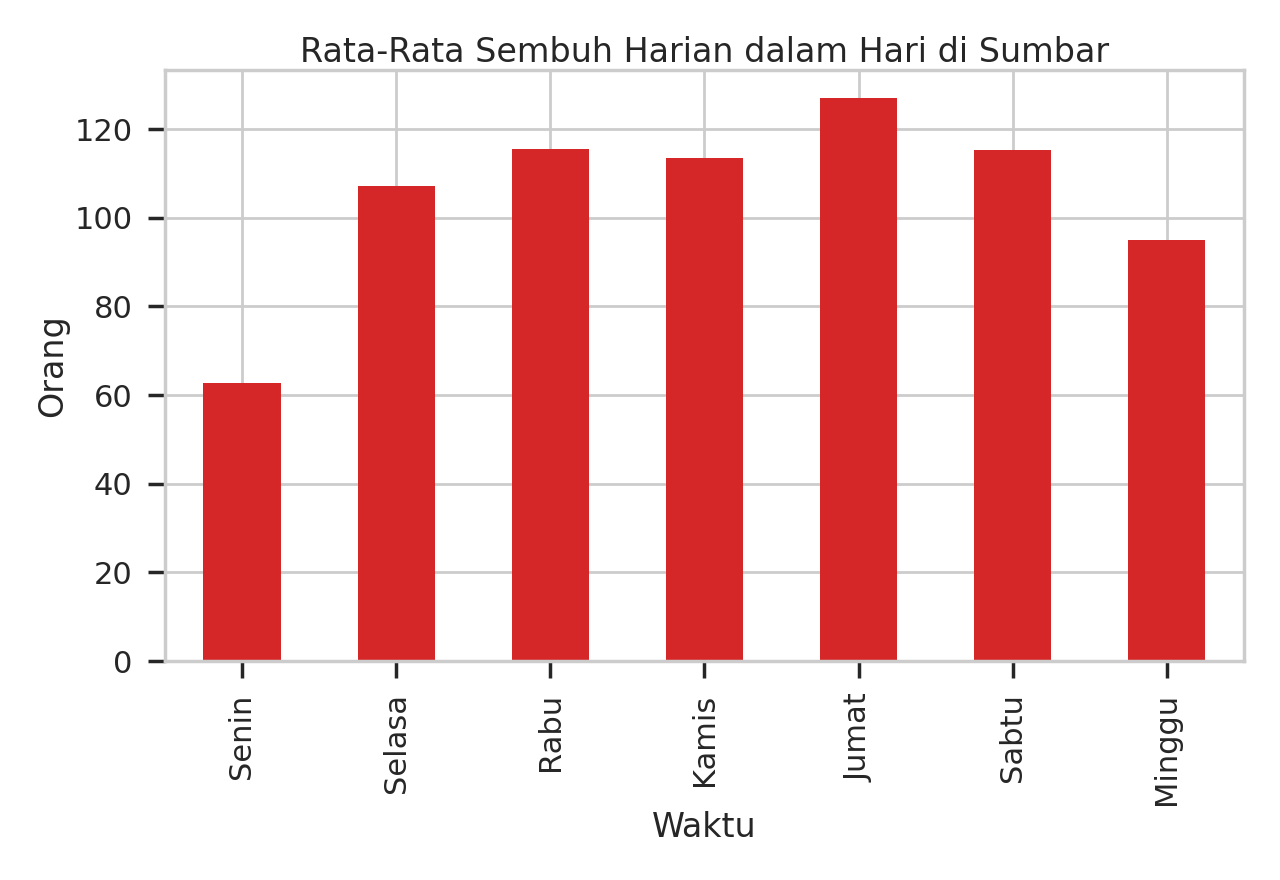 Rata-Rata Sembuh Harian dalam Hari di Sumbar
120
100
80
60
40
20
0
Orang
Senin
Selasa
Rabu
Kamis
Jumat
Sabtu
Minggu
Waktu